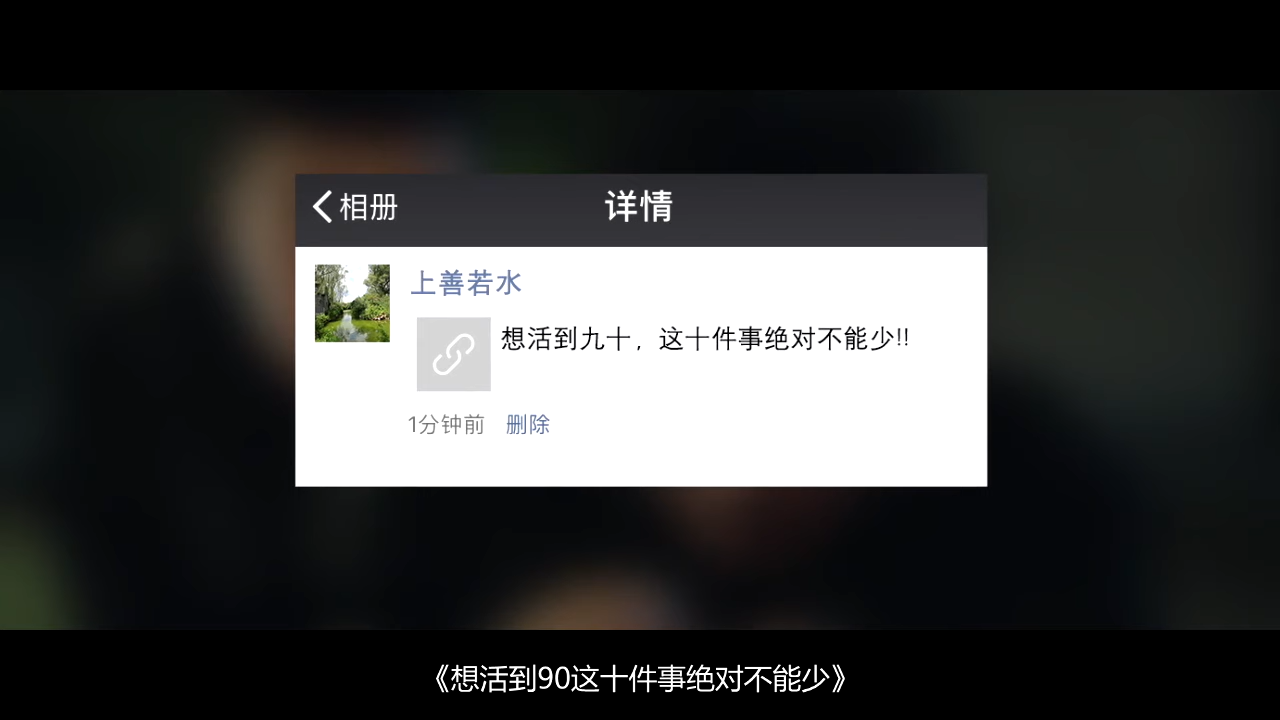 相册
详情
上善若水
想活到九十，这十件事绝对不能少!!
1分钟前 删除
《想活到90这十件事绝对不能少》